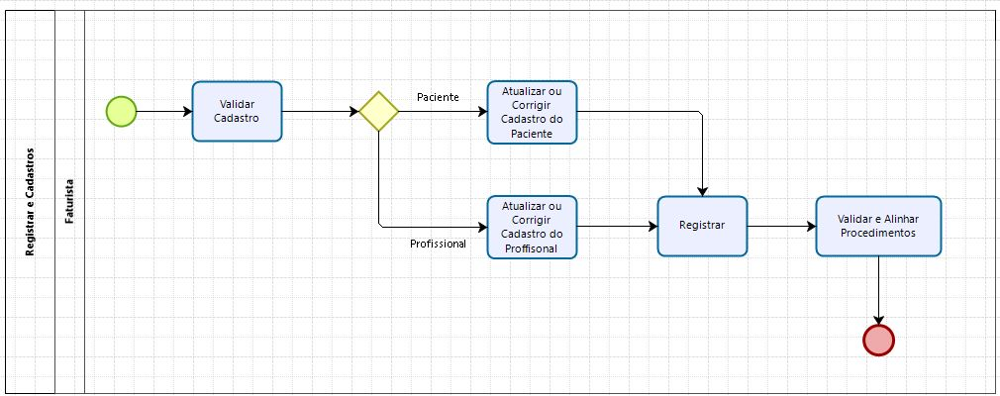 Registrar e Cadastros
Faturista
Validar
Cadastro
Paciente
Atualizar ou
Corrigir
Cadastro do
Paciente
Profissional
Atualizar ou
Corrigir
Cadastro do
Proffisonal
Registrar
Validar e Alinhar
Procedimentos